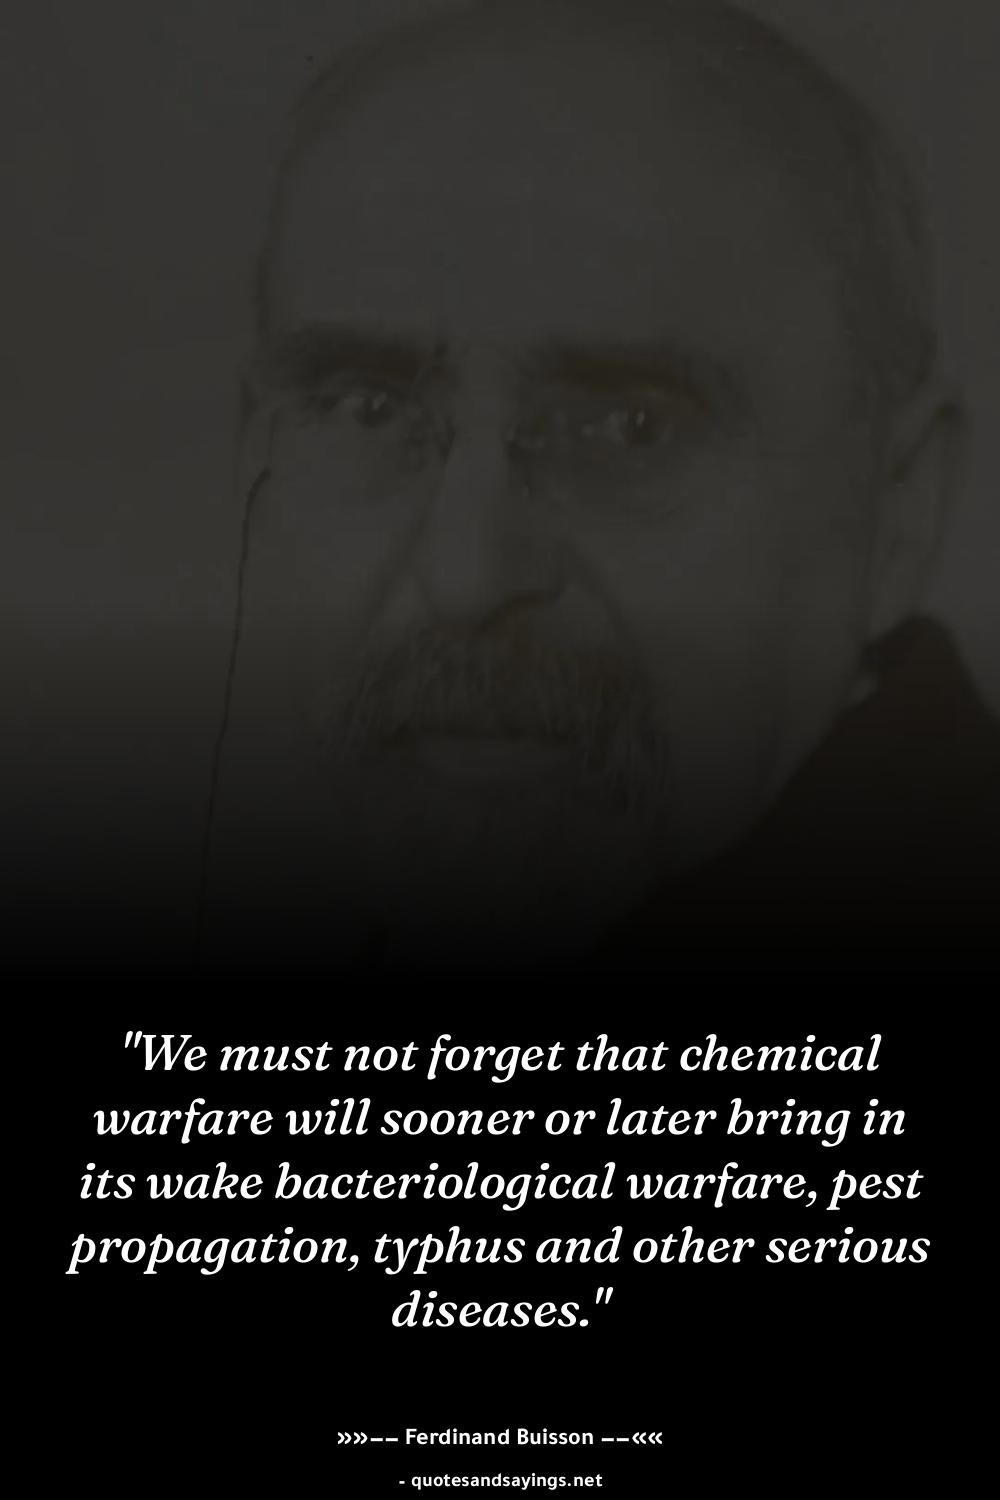 "We must not forget that chemical
warfare will sooner or later bring in
its wake bacteriological warfare, pest
propagation, typhus and other serious
diseases."
»»–– Ferdinand Buisson ––««
- quotesandsayings.net